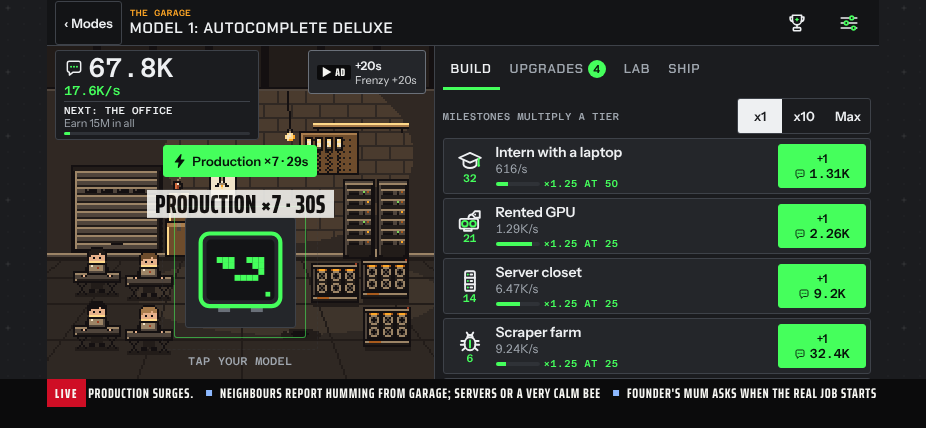 ‹ Modes
THE GARAGE
MODEL 1: AUTOCOMPLETE DELUXE
67.8K
17.6K/s
NEXT: THE OFFICE
Earn 15M in all
AD
+20s
Frenzy +20s
Production ×7 · 29s
PRODUCTION ×7 · 30S
TAP YOUR MODEL
BUILD
UPGRADES 4
LAB
SHIP
MILESTONES MULTIPLY A TIER
x1
x10
Max
Intern with a laptop
616/s
32
×1.25 AT 50
+1
1.31K
Rented GPU
1.29K/s
21
×1.25 AT 25
+1
2.26K
Server closet
6.47K/s
14
×1.25 AT 25
+1
9.2K
Scraper farm
9.24K/s
6
×1.25 AT 25
+1
32.4K
LIVE
PRODUCTION SURGES. ■ NEIGHBOURS REPORT HUMMING FROM GARAGE; SERVERS OR A VERY CALM BEE ■ FOUNDER'S MUM ASKS WHEN THE REAL JOB STARTS